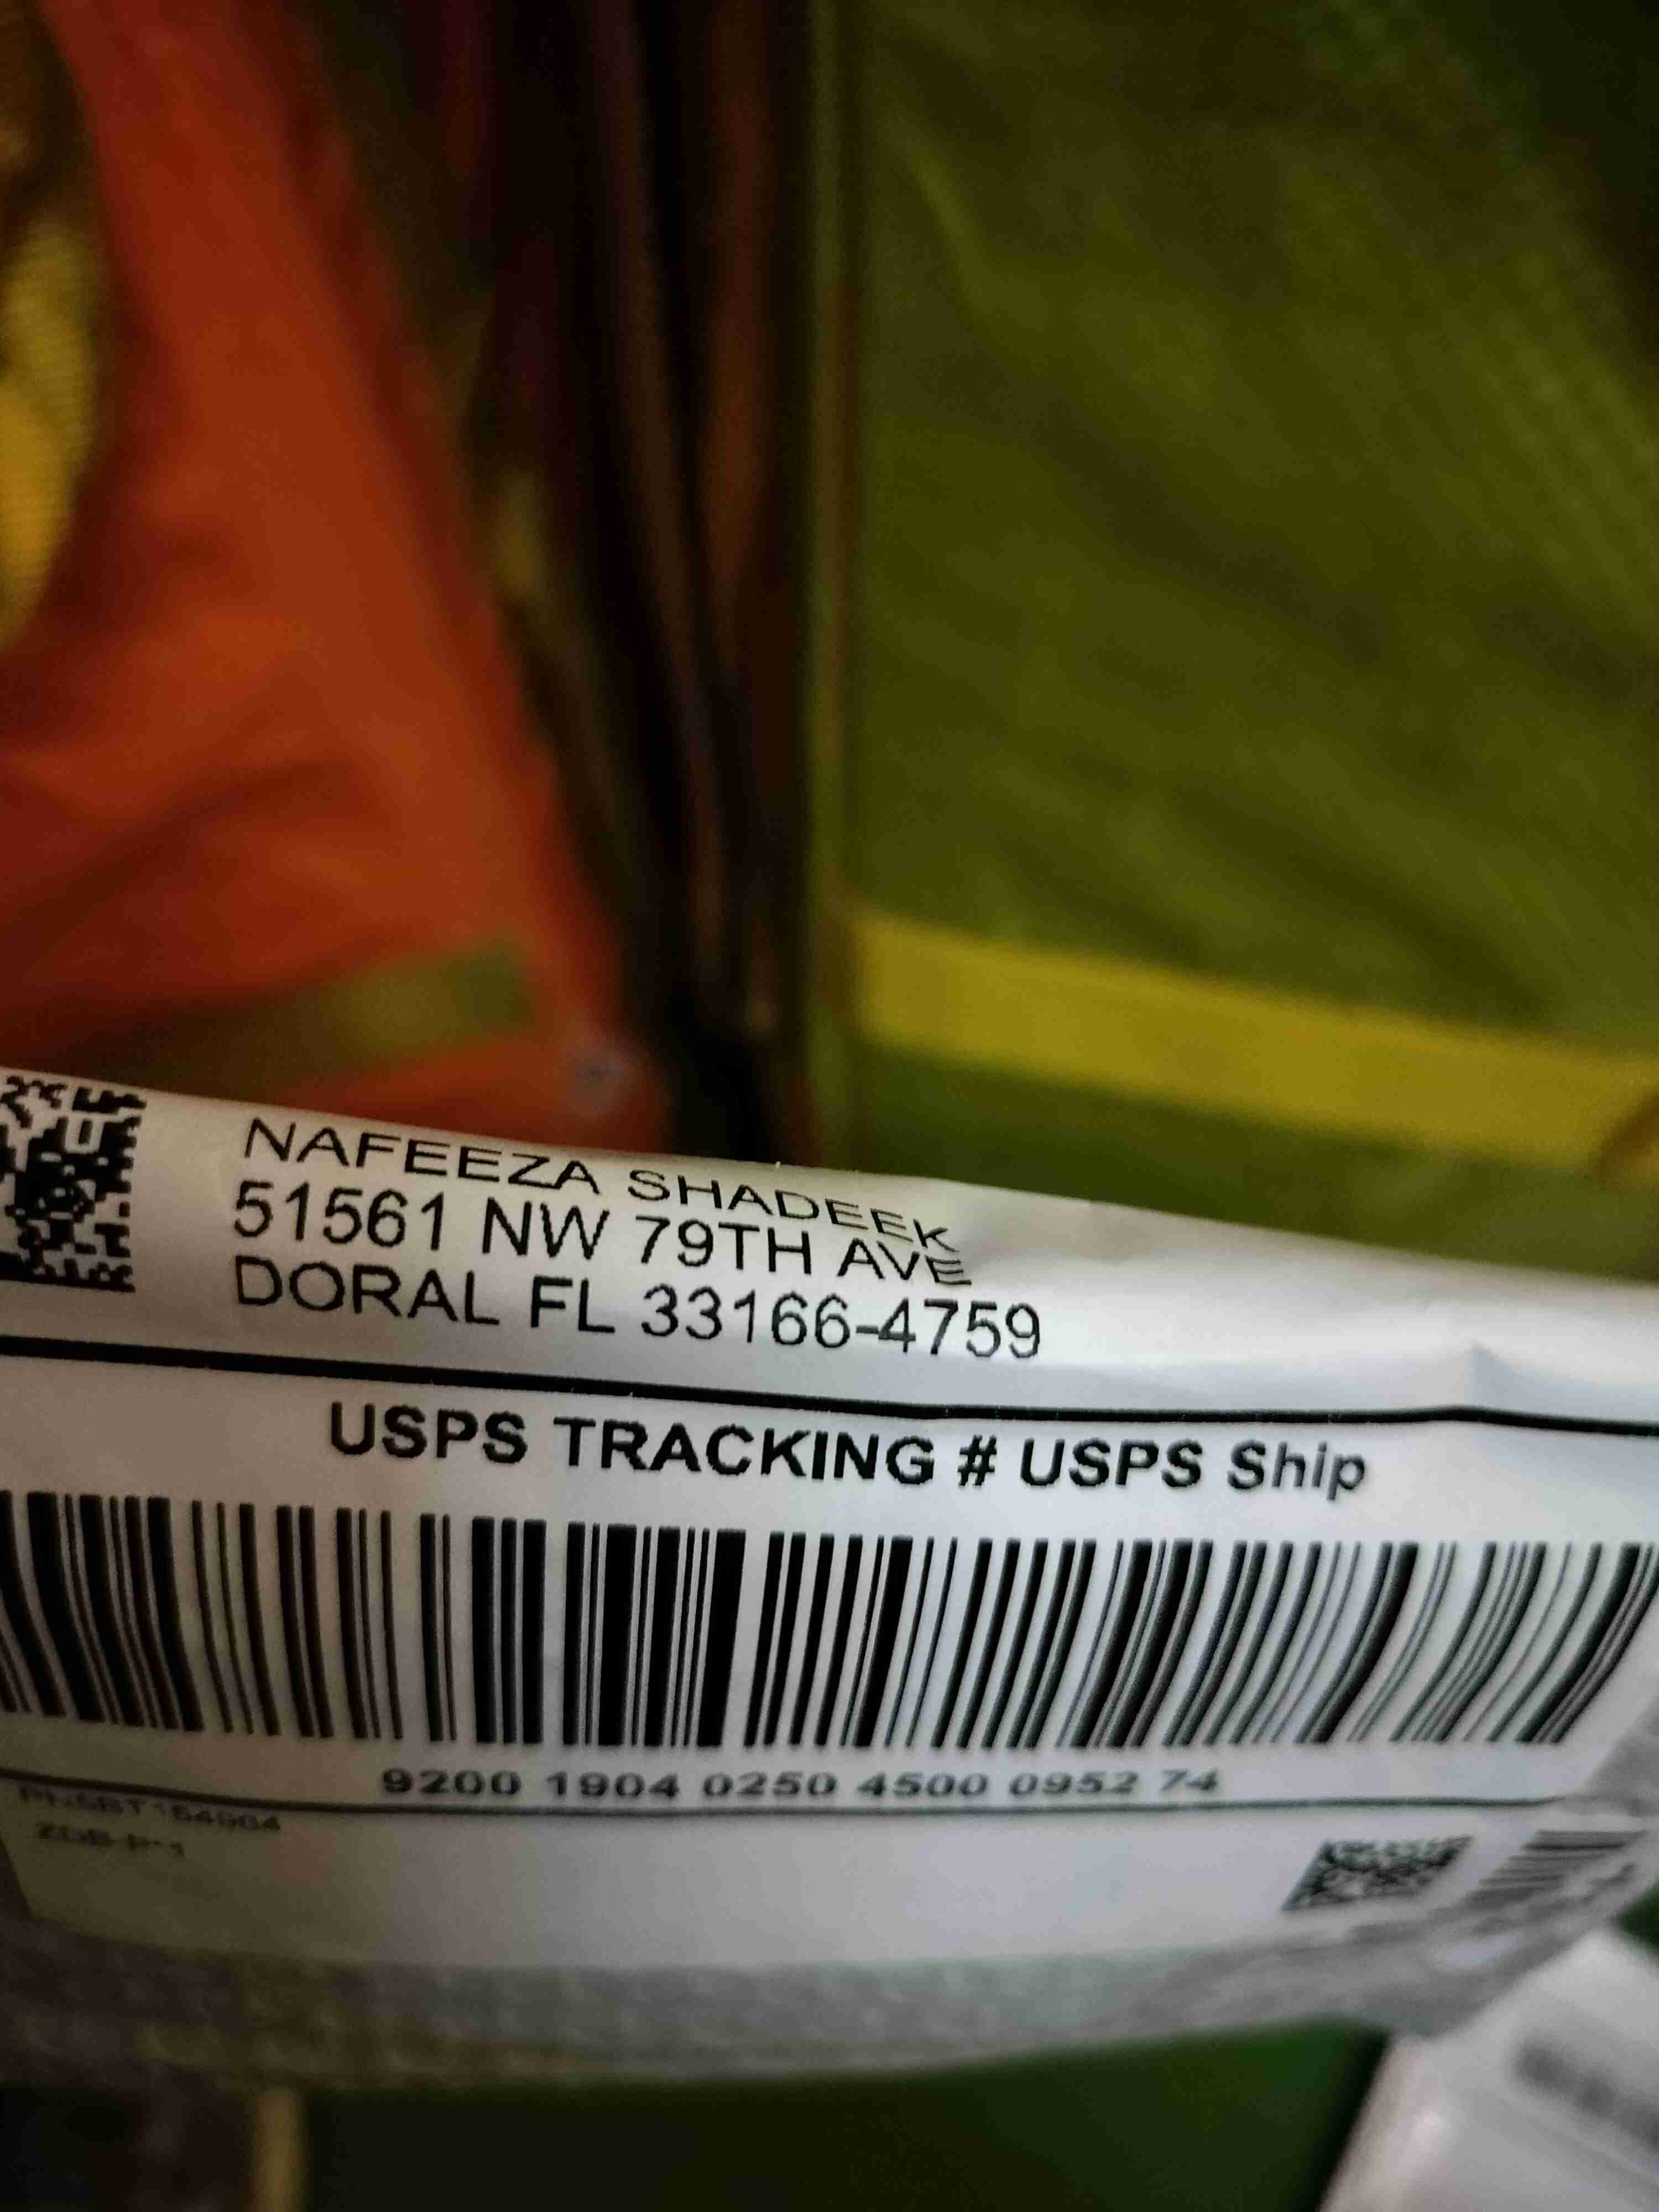 NAFEEZA SHADEEK
51561 NW 79TH AVE
DORAL FL 33166-4759
USPS TRACKING # USPS Ship
9200 1904 0250 4500 0952 74